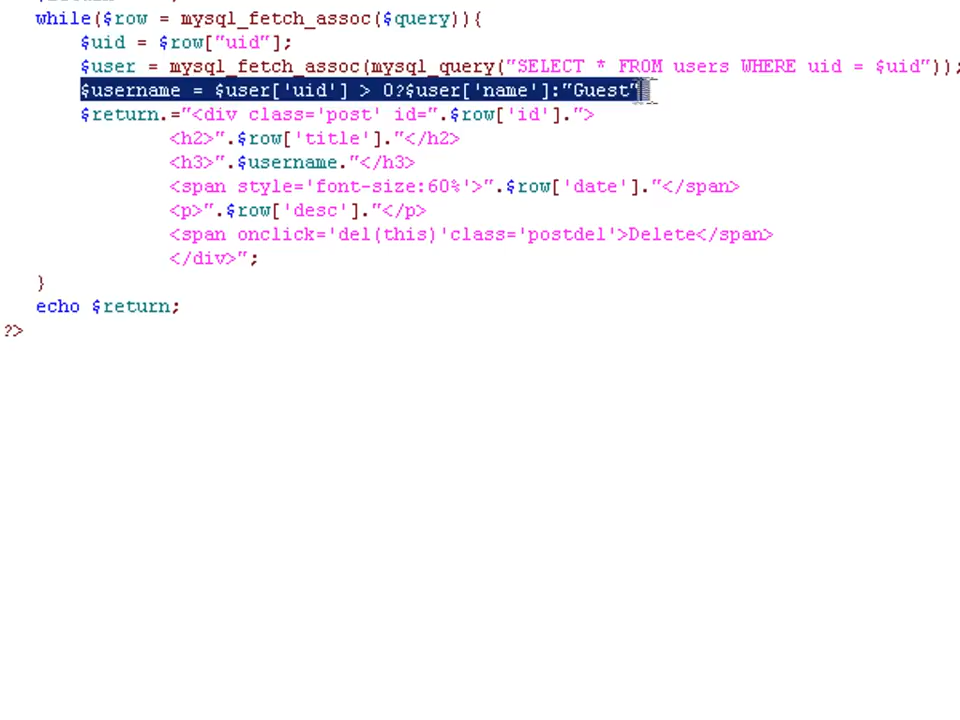 while($row = mysql_fetch_assoc($query)){
$uid = $row["uid"];
$user = mysql_fetch_assoc(mysql_query("SELECT * FROM users WHERE uid = $uid"));
$username = $user['uid'] > 0?$user['name']:"Guest"
$return.="<div class='post' id=".$row['id'].">
<h2>".$row['title']."</h2>
<h3>".$username."</h3>
<span style='font-size:60%'>".$row['date']."</span>
<p>".$row['desc']."</p>
<span onclick='del(this)'class='postdel'>Delete</span>
</div>";
}
echo $return;
?>